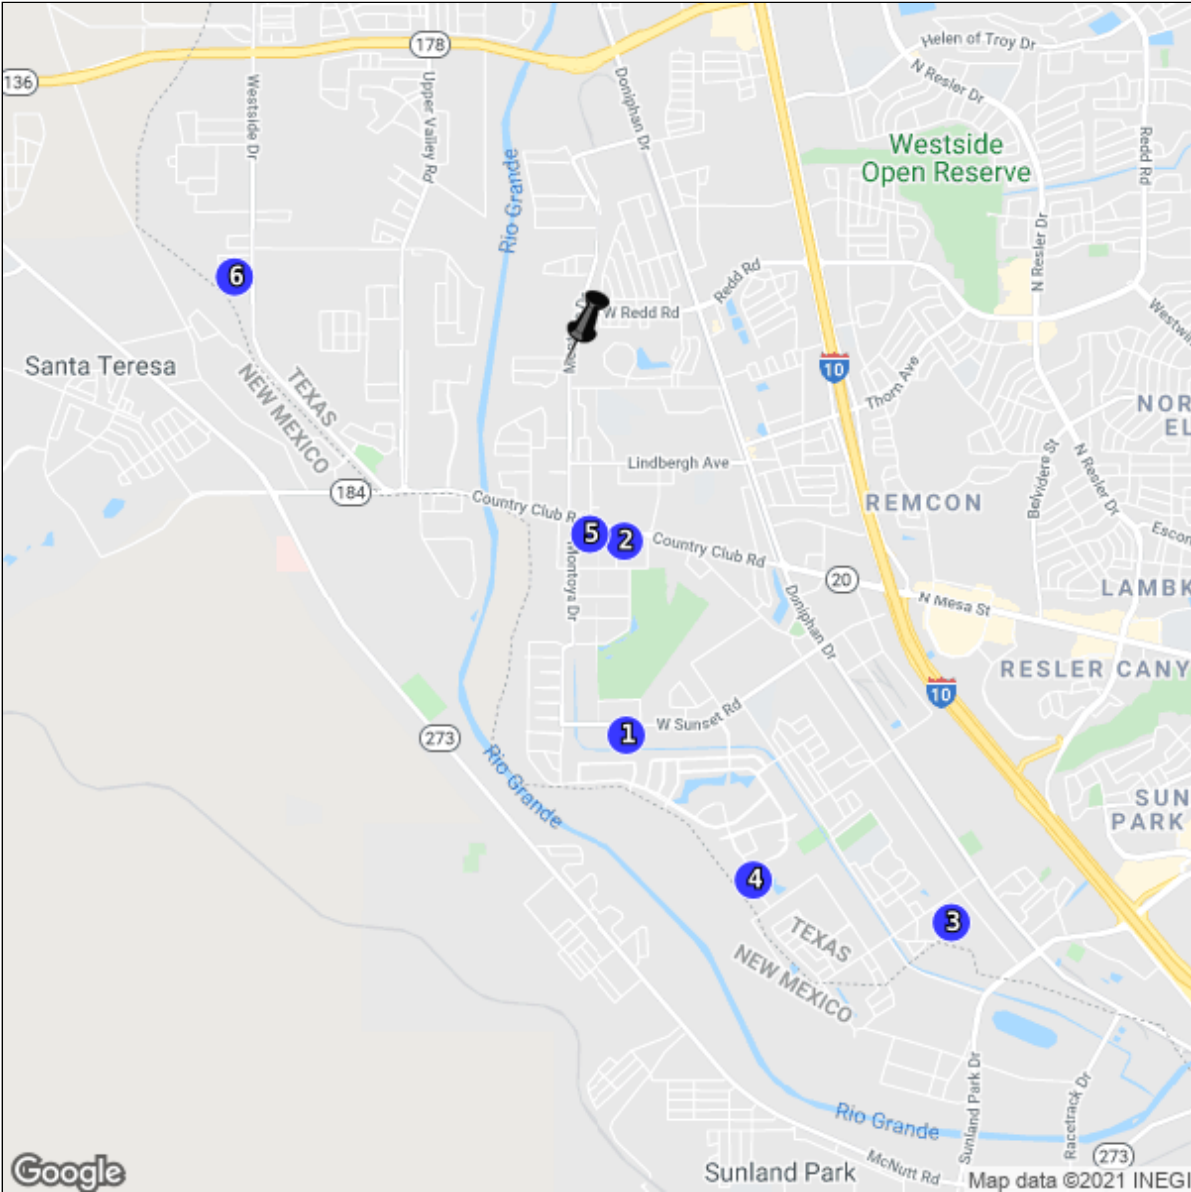 Helen of Troy Dr
178
136
N Resler Dr
Doniphan Dr
Westside Dr
Upper Valley Rd
Westside
Open Reserve
Redd Rd
Rio Grande
N Resler Dr
6
Redd Rd
W Redd Rd
Santa Teresa
TEXAS
NEW MEXICO
10
Thorn Ave
NOR
EL
Lindbergh Ave
Belvidere St
N Resler Dr
184
Country Club R
REMCON
5
2
Country Club Rd
Escon
Montoya Dr
20
N Mesa St
LAMBK
Doniphan Dr
RESLER CANY
10
W Sunset Rd
1
273
Rio Grande
SUN
PARK
4
3
TEXAS
NEW MEXICO
Sunland Park Dr
Racetrack Dr
Rio Grande
McNutt Rd
273
Sunland Park
Google
Map data ©2021 INEGI